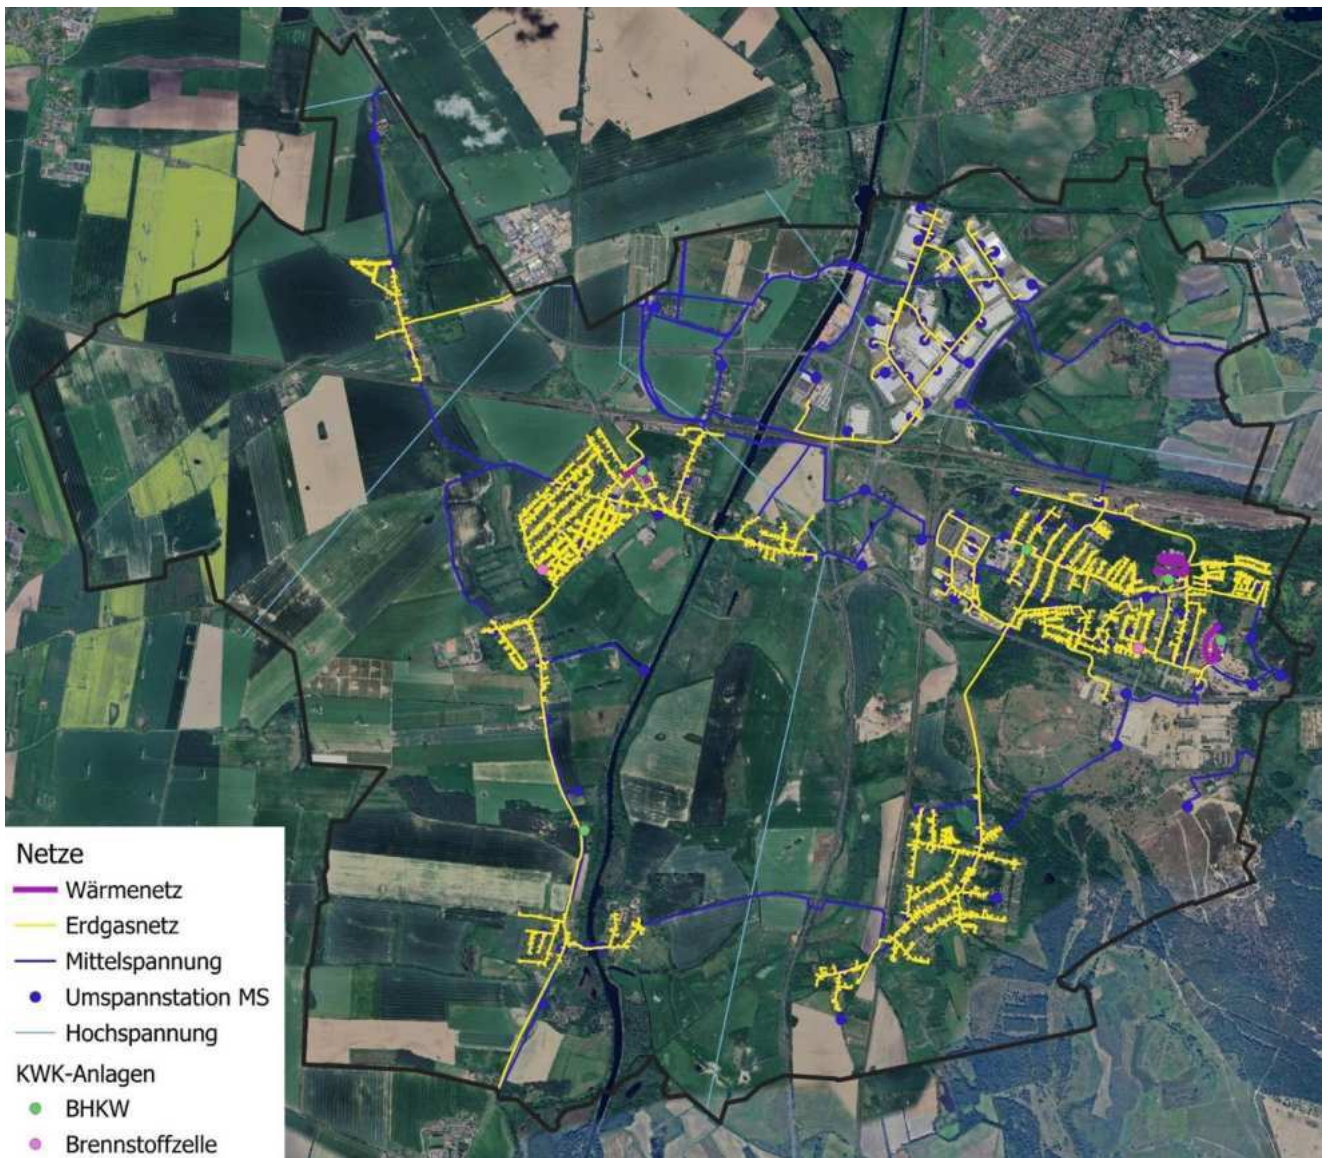 Netze
Wärmenetz
Erdgasnetz
Mittelspannung
Umspannstation MS
Hochspannung
KWK-Anlagen
BHKW
Brennstoffzelle